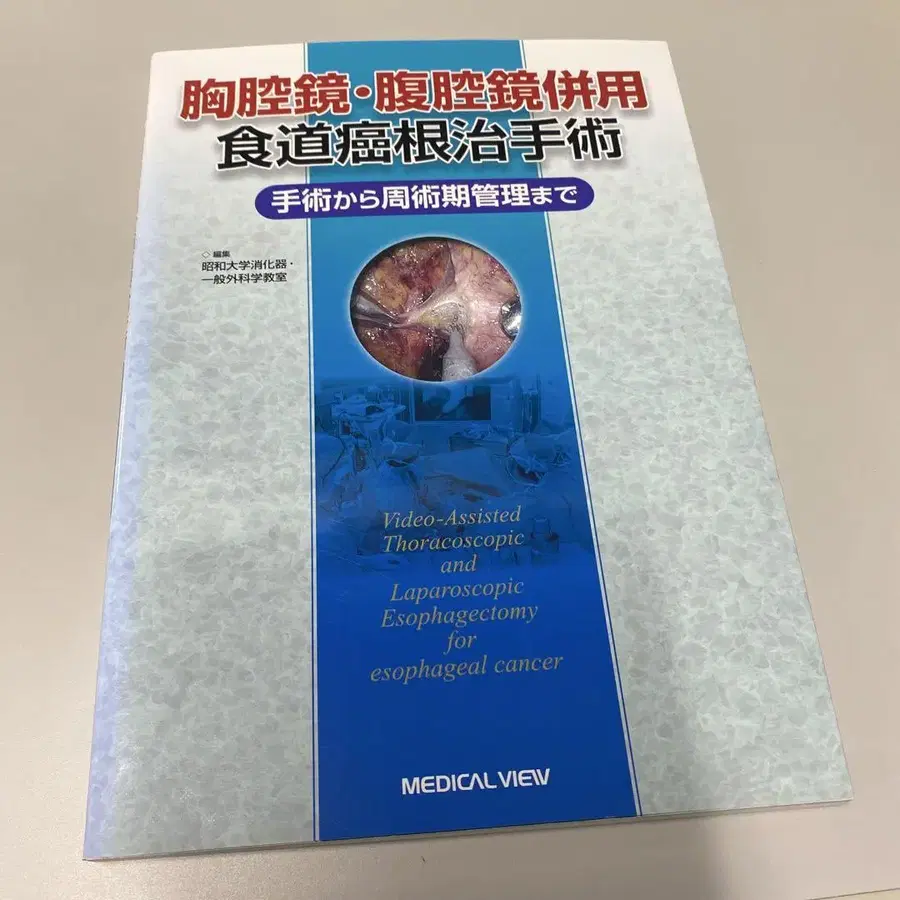 胸腔鏡・腹腔鏡併用
食道癌根治手術
手術から周術期管理まで
◇ 編集
昭和大学消化器・
一般外科学教室
Video-Assisted
Thoracoscopic
and
Laparoscopic
Esophagectomy
for
esophageal cancer
MEDICAL VIEW